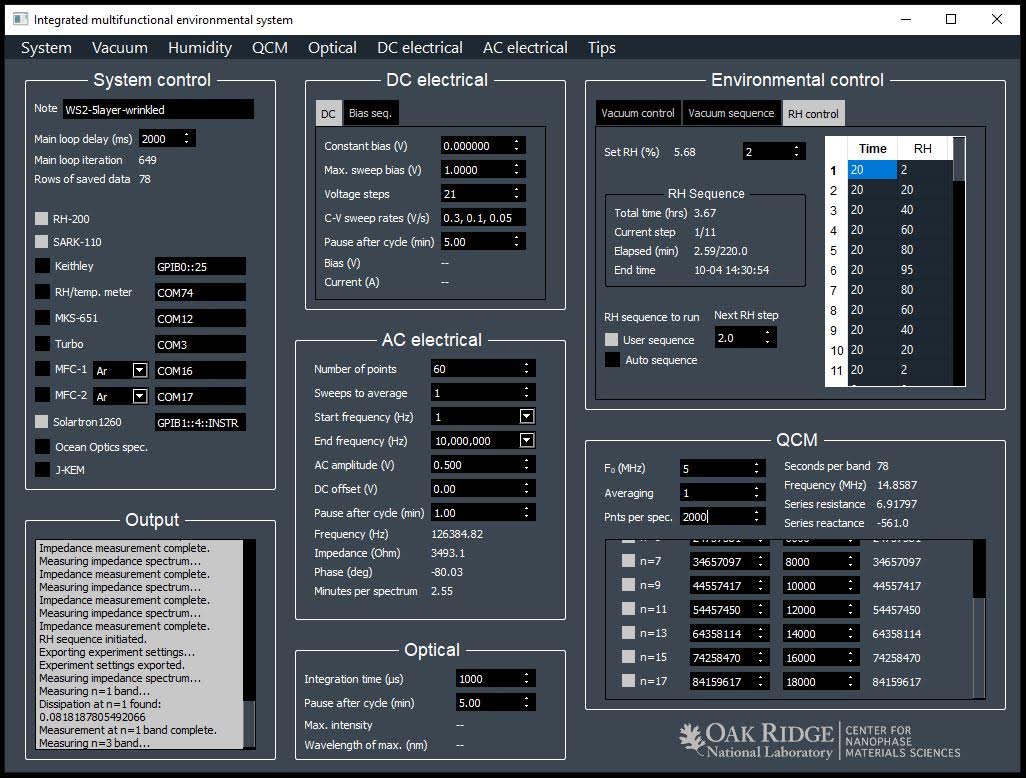 Integrated multifunctional environmental system
System Vacuum Humidity QCM Optical DC electrical AC electrical Tips
System control
Note WS2-5layer-wrinkled
Main loop delay (ms) 2000
Main loop iteration 649
Rows of saved data 78
RH-200
SARK-110
Keithley GPIB0::25
RH/temp. meter COM74
MKS-651 COM12
Turbo COM3
MFC-1 Ar COM16
MFC-2 Ar COM17
Solartron1260 GPIB1::4::INSTR
Ocean Optics spec.
J-KEM
Output
Impedance measurement complete.
Measuring impedance spectrum...
Impedance measurement complete.
Measuring impedance spectrum...
Impedance measurement complete.
Measuring impedance spectrum...
Impedance measurement complete.
RH sequence initiated.
Exporting experiment settings...
Experiment settings exported.
Measuring impedance spectrum...
Measuring n=1 band...
Dissipation at n=1 found:
0.0818187805492066
Measurement at n=1 band complete.
Measuring n=3 band...
DC electrical
DC Bias seq.
Constant bias (V) 0.000000
Max. sweep bias (V) 1.0000
Voltage steps 21
C-V sweep rates (V/s) 0.3, 0.1, 0.05
Pause after cycle (min) 5.00
Bias (V) --
Current (A) --
AC electrical
Number of points 60
Sweeps to average 1
Start frequency (Hz) 1
End frequency (Hz) 10,000,000
AC amplitude (V) 0.500
DC offset (V) 0.00
Pause after cycle (min) 1.00
Frequency (Hz) 126384.82
Impedance (Ohm) 3493.1
Phase (deg) -80.03
Minutes per spectrum 2.55
Optical
Integration time (µs) 1000
Pause after cycle (min) 5.00
Max. intensity --
Wavelength of max. (nm) --
Environmental control
Vacuum control Vacuum sequence RH control
Set RH (%) 5.68 2
RH Sequence
Total time (hrs) 3.67
Current step 1/11
Elapsed (min) 2.59/220.0
End time 10-04 14:30:54
RH sequence to run Next RH step
User sequence 2.0
Auto sequence
Time RH
1 20 2
2 20 20
3 20 40
4 20 60
5 20 80
6 20 95
7 20 80
8 20 60
9 20 40
10 20 20
11 20 2
QCM
F₀ (MHz) 5
Averaging 1
Pnts per spec. 2000
Seconds per band 78
Frequency (MHz) 14.8587
Series resistance 6.91797
Series reactance -561.0
n=7 34657097 8000 34657097
n=9 44557417 10000 44557417
n=11 54457450 12000 54457450
n=13 64358114 14000 64358114
n=15 74258470 16000 74258470
n=17 84159617 18000 84159617
OAK RIDGE
National Laboratory
CENTER FOR
NANOPHASE
MATERIALS SCIENCES